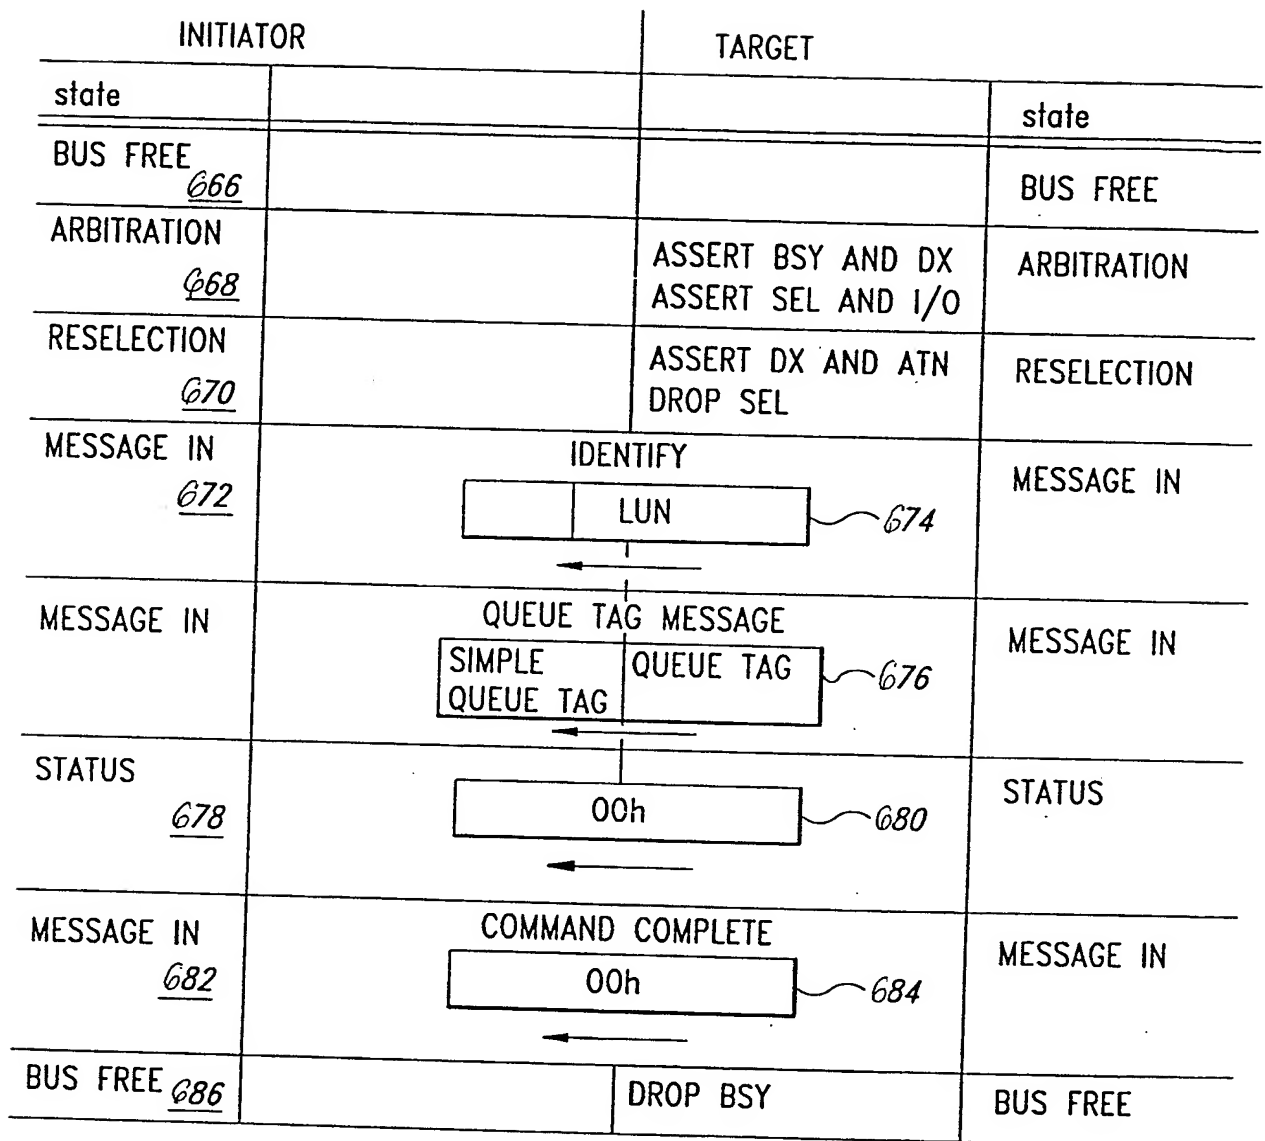 INITIATOR TARGET
state state
BUS FREE 666 BUS FREE
ARBITRATION 668 ASSERT BSY AND DX ARBITRATION
ASSERT SEL AND I/O
RESELECTION 670 ASSERT DX AND ATN RESELECTION
DROP SEL
MESSAGE IN 672 IDENTIFY MESSAGE IN
LUN 674
MESSAGE IN QUEUE TAG MESSAGE MESSAGE IN
SIMPLE QUEUE TAG 676
QUEUE TAG
STATUS 678 00h 680 STATUS
MESSAGE IN 682 COMMAND COMPLETE MESSAGE IN
00h 684
BUS FREE 686 DROP BSY BUS FREE